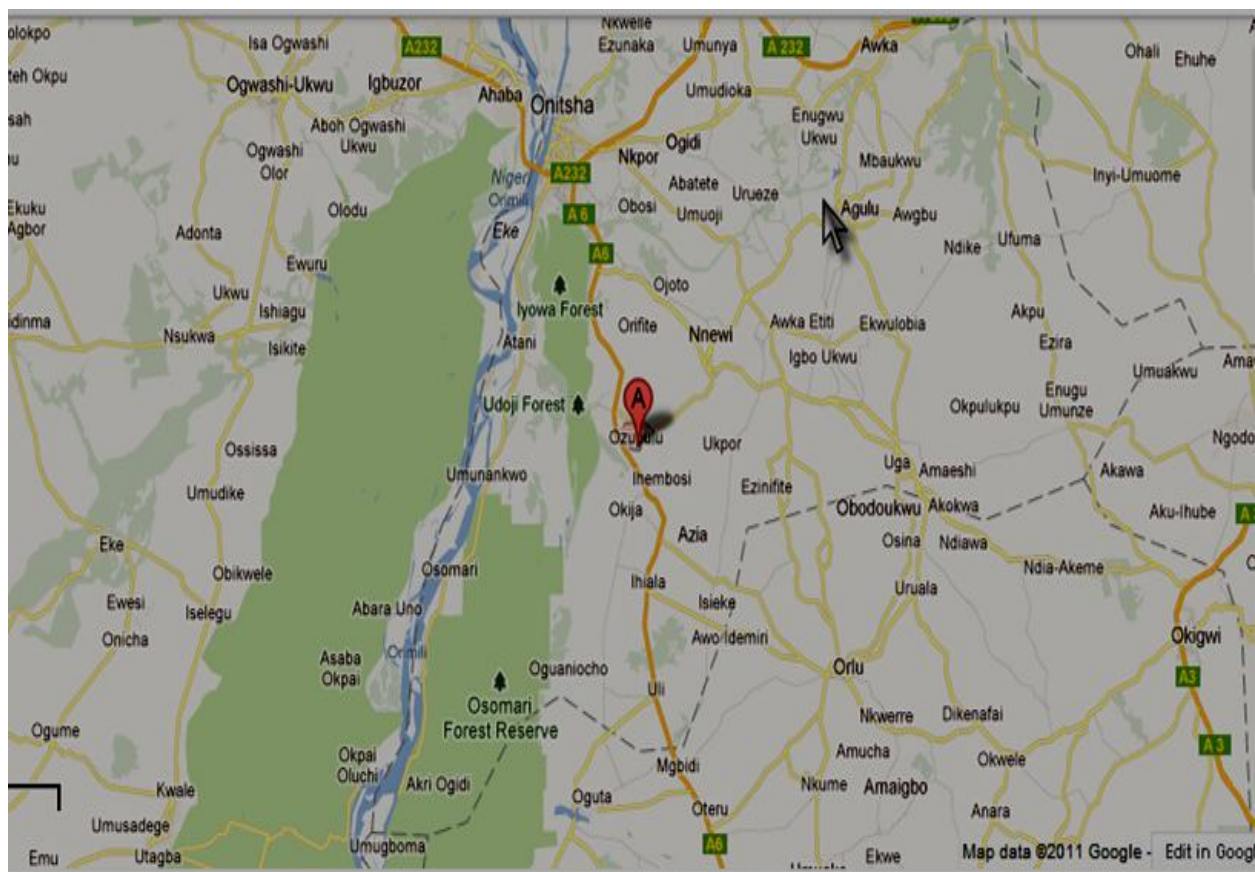 Nkwelle
Ezunaka
Umunya
A232
A 232
Awka
Isa Ogwashi
Ohali
Ehuhe
teh Okpu
Ogwashi-Ukwu
Igbuzor
Ahaba
Onitsha
Umudioka
Aboh Ogwashi
Ukwu
Enugwu
Ukwu
Ogwashi
Olor
Nkpor
Ogidi
Mbaukwu
A232
Niger
Orimili
Abatete
Urueze
Inyi-Umuome
Ekuku
Agbor
Olodu
A 6
Obosi
Umuoji
Agulu
Awgbu
Adonta
Eke
Ndike
Ufuma
A6
Ewuru
Ukwu
Ishiagu
Ojoto
Iyowa Forest
Akpu
Nsukwa
Isikite
Atani
Orifite
Nnewi
Awka Etiti
Ekwulobia
Igbo Ukwu
Ezira
Umuakwu
Udoji Forest
A
Okpulukpu
Enugu
Umunze
Ossissa
Ukpor
Umunankwo
Ihembosi
Ezinifite
Uga
Amaeshi
Akawa
Umudike
Okija
Obodoukwu
Akokwa
Aku-Ihube
Eke
Azia
Osina
Ndiawa
Obikwele
Osomari
Ihiala
Ndia-Akeme
Ewesi
Iselegu
Abara Uno
Isieke
Uruala
Onicha
Awo Idemiri
Okigwi
Asaba
Okpai
Orimili
Oguaniocho
Orlu
A3
Osomari
Forest Reserve
Uli
Ogume
Nkwerre
Dikenafai
A 3
Okpai
Oluchi
Amucha
Okwele
Mgbidi
Kwale
Akri Ogidi
Nkume
Amaigbo
Oguta
Oteru
Anara
Umusadege
Umugboma
A6
Emu
Utagba
Ekwe
Map data ©2011 Google -
Edit in Googl